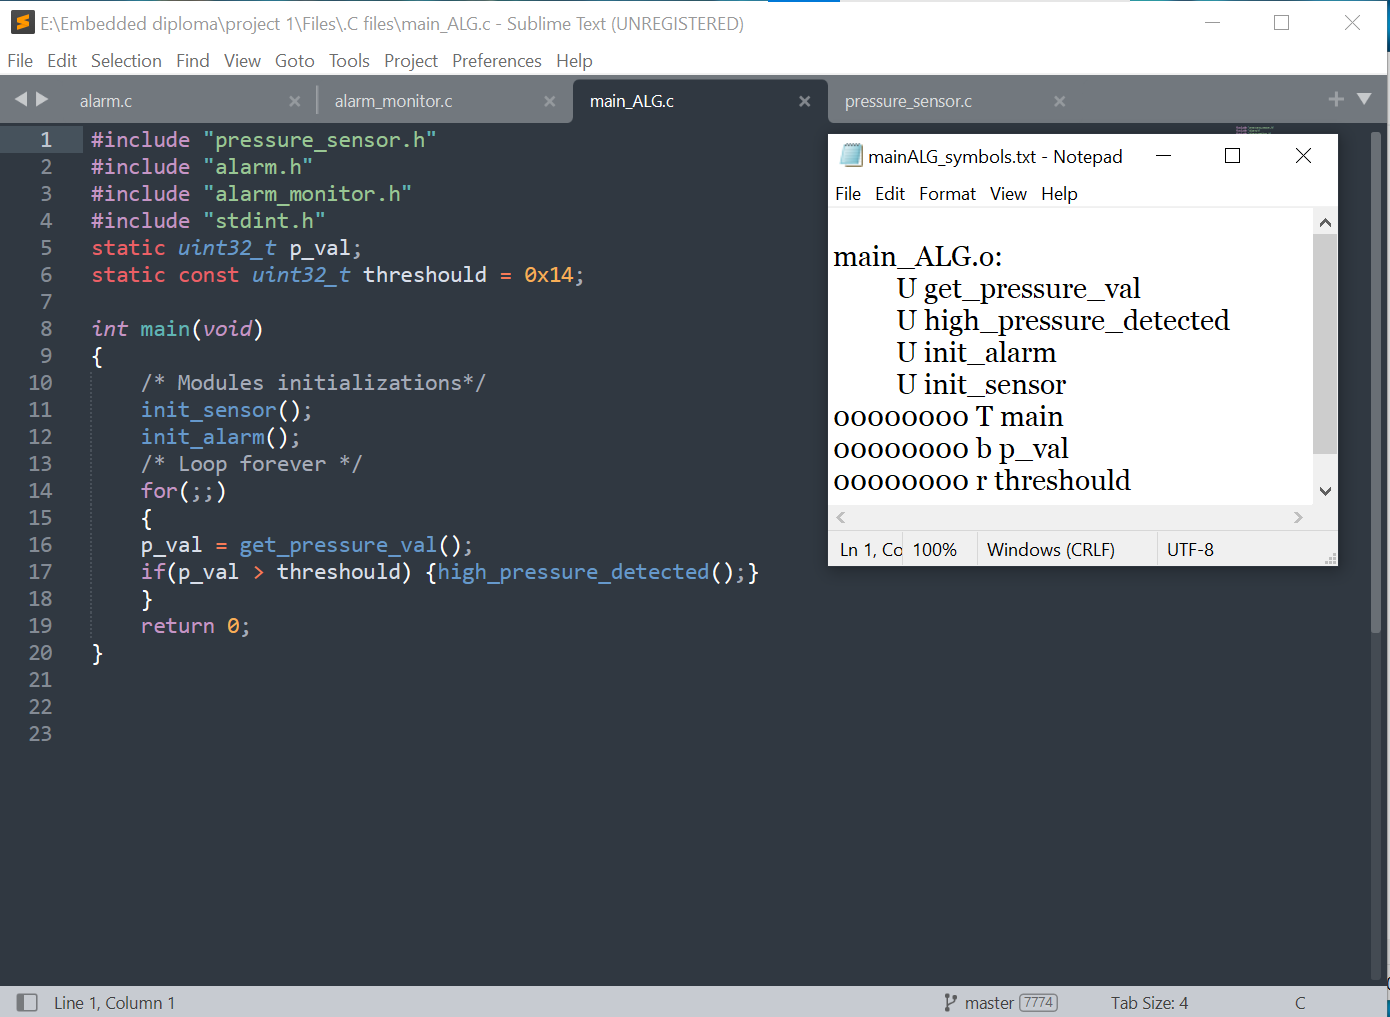 E:\Embedded diploma\project 1\Files\.C files\main_ALG.c - Sublime Text (UNREGISTERED)
File Edit Selection Find View Goto Tools Project Preferences Help
alarm.c alarm_monitor.c main_ALG.c pressure_sensor.c
1 #include "pressure_sensor.h"
2 #include "alarm.h"
3 #include "alarm_monitor.h"
4 #include "stdint.h"
5 static uint32_t p_val;
6 static const uint32_t threshould = 0x14;
7
8 int main(void)
9 {
10 /* Modules initializations*/
11 init_sensor();
12 init_alarm();
13 /* Loop forever */
14 for(;;)
15 {
16 p_val = get_pressure_val();
17 if(p_val > threshould) {high_pressure_detected();}
18 }
19 return 0;
20 }
21
22
23
mainALG_symbols.txt - Notepad
File Edit Format View Help
main_ALG.o:
U get_pressure_val
U high_pressure_detected
U init_alarm
U init_sensor
00000000 T main
00000000 b p_val
00000000 r threshould
Ln 1, Co 100% Windows (CRLF) UTF-8
Line 1, Column 1 master 7774 Tab Size: 4 C